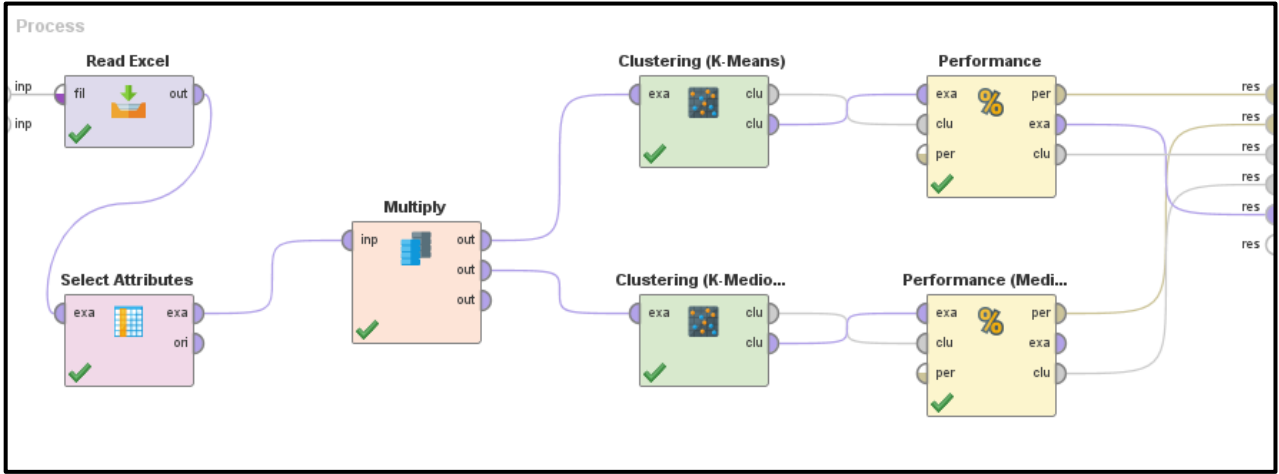 Process
Read Excel
inp
fil
out
inp
Select Attributes
exa
exa
ori
Multiply
inp
out
out
out
Clustering (K-Means)
exa
clu
clu
Clustering (K-Medio...
exa
clu
clu
Performance
exa
per
clu
exa
per
clu
Performance (Medi...
exa
per
clu
exa
per
clu
res
res
res
res
res
res